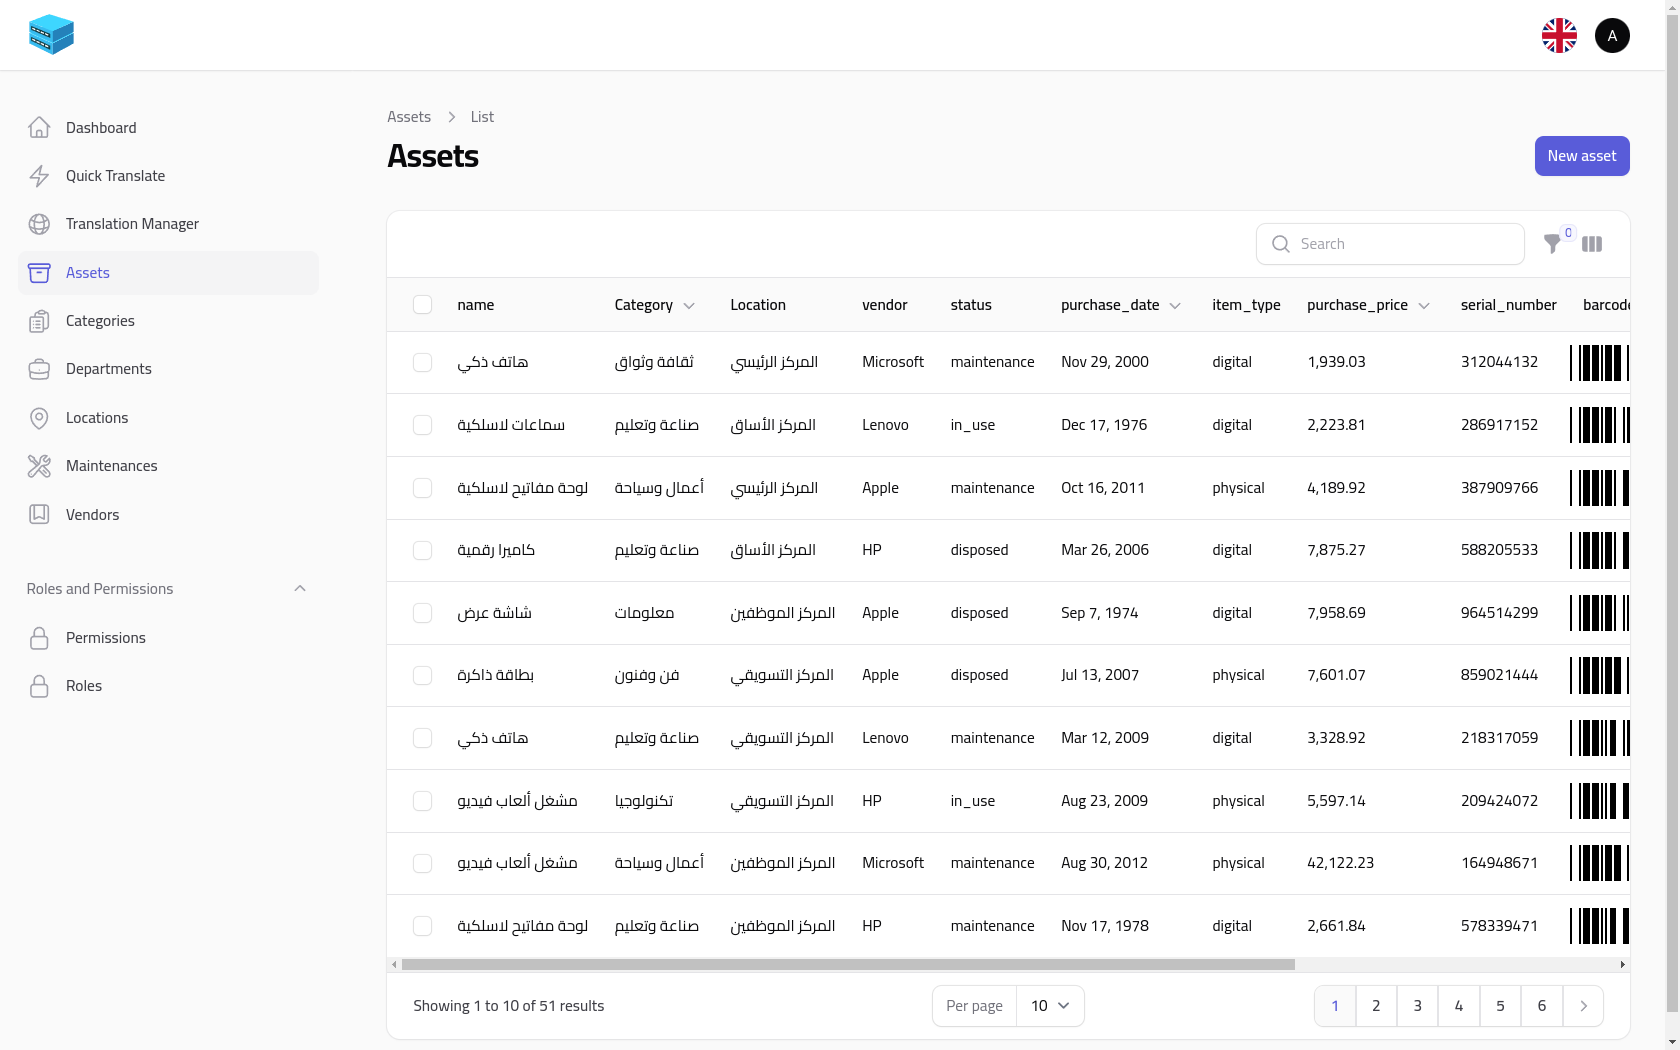 A
Dashboard
Quick Translate
Translation Manager
Assets
Categories
Departments
Locations
Maintenances
Vendors
Roles and Permissions
Permissions
Roles
Assets > List
Assets
New asset
Search 0
name Category Location vendor status purchase_date item_type purchase_price serial_number barcode
هاتف ذكي ثقافة وثواق المركز الرئيسي Microsoft maintenance Nov 29, 2000 digital 1,939.03 312044132
سماعات لاسلكية صناعة وتعليم المركز الأساق Lenovo in_use Dec 17, 1976 digital 2,223.81 286917152
لوحة مفاتيح لاسلكية أعمال وسياحة المركز الرئيسي Apple maintenance Oct 16, 2011 physical 4,189.92 387909766
كاميرا رقمية صناعة وتعليم المركز الأساق HP disposed Mar 26, 2006 digital 7,875.27 588205533
شاشة عرض معلومات المركز الموظفين Apple disposed Sep 7, 1974 digital 7,958.69 964514299
بطاقة ذاكرة فن وفنون المركز التسويقي Apple disposed Jul 13, 2007 physical 7,601.07 859021444
هاتف ذكي صناعة وتعليم المركز التسويقي Lenovo maintenance Mar 12, 2009 digital 3,328.92 218317059
مشغل ألعاب فيديو تكنولوجيا المركز التسويقي HP in_use Aug 23, 2009 physical 5,597.14 209424072
مشغل ألعاب فيديو أعمال وسياحة المركز الموظفين Microsoft maintenance Aug 30, 2012 physical 42,122.23 164948671
لوحة مفاتيح لاسلكية صناعة وتعليم المركز الموظفين HP maintenance Nov 17, 1978 digital 2,661.84 578339471
Showing 1 to 10 of 51 results Per page 10 1 2 3 4 5 6